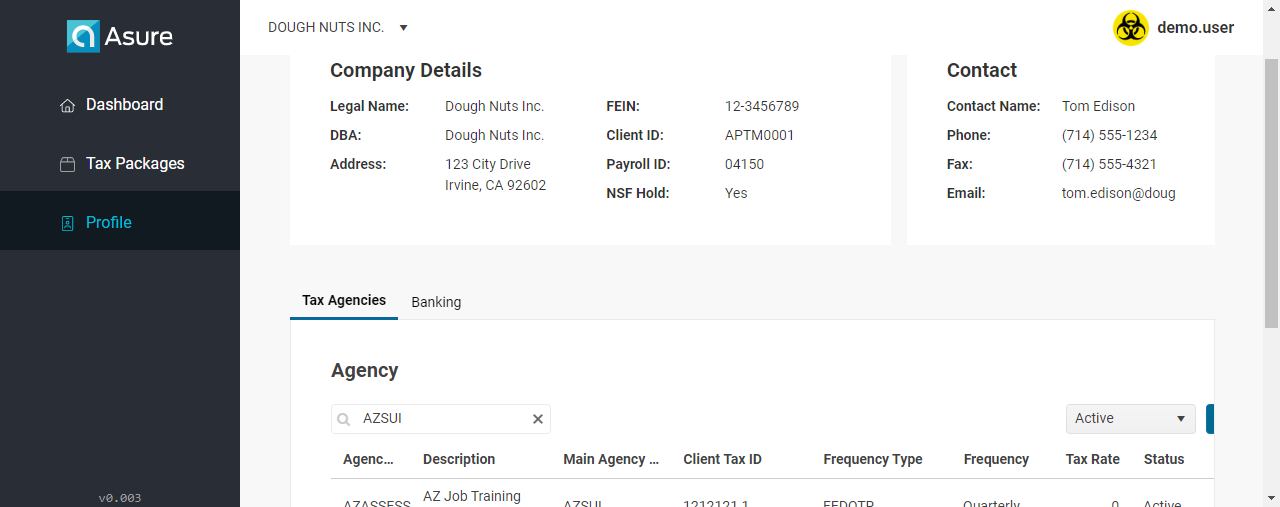 Asure
DOUGH NUTS INC.
demo.user
Dashboard
Tax Packages
Profile
v0.003
Company Details
Legal Name: Dough Nuts Inc. FEIN: 12-3456789
DBA: Dough Nuts Inc. Client ID: APTM0001
Address: 123 City Drive Payroll ID: 04150
Irvine, CA 92602
NSF Hold: Yes
Contact
Contact Name: Tom Edison
Phone: (714) 555-1234
Fax: (714) 555-4321
Email: tom.edison@doug
Tax Agencies Banking
Agency
AZSUI
Active
Agenc... Description Main Agency ... Client Tax ID Frequency Type Frequency Tax Rate Status
AZ Job Training
AZASSESS AZSUI 1212121.1 FEDQTR Quarterly 0 Active